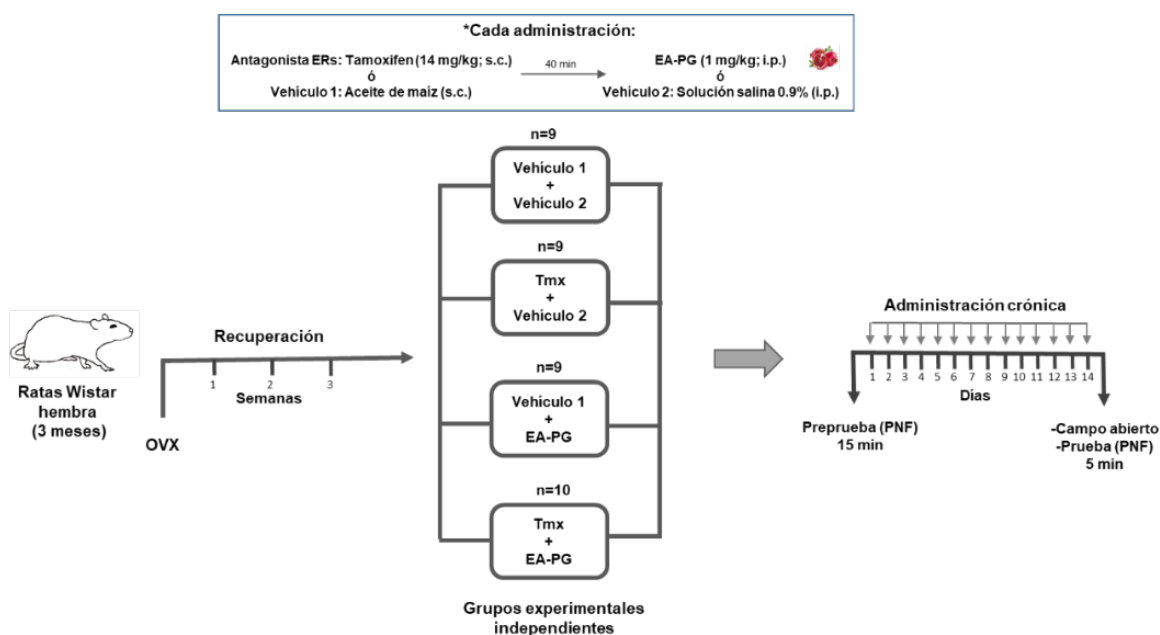 *Cada administración:
Antagonista ERs: Tamoxifen (14 mg/kg; s.c.)
ó
Vehículo 1: Aceite de maíz (s.c.)
40 min
EA-PG (1 mg/kg; i.p.)
ó
Vehículo 2: Solución salina 0.9% (i.p.)
n=9
Vehículo 1
+
Vehículo 2
n=9
Tmx
+
Vehículo 2
n=9
Vehículo 1
+
EA-PG
n=10
Tmx
+
EA-PG
Grupos experimentales
independientes
Ratas Wistar
hembra
(3 meses)
Recuperación
1 2 3
Semanas
OVX
Administración crónica
1 2 3 4 5 6 7 8 9 10 11 12 13 14
Dias
Preprueba (PNF)
15 min
-Campo abierto
-Prueba (PNF)
5 min